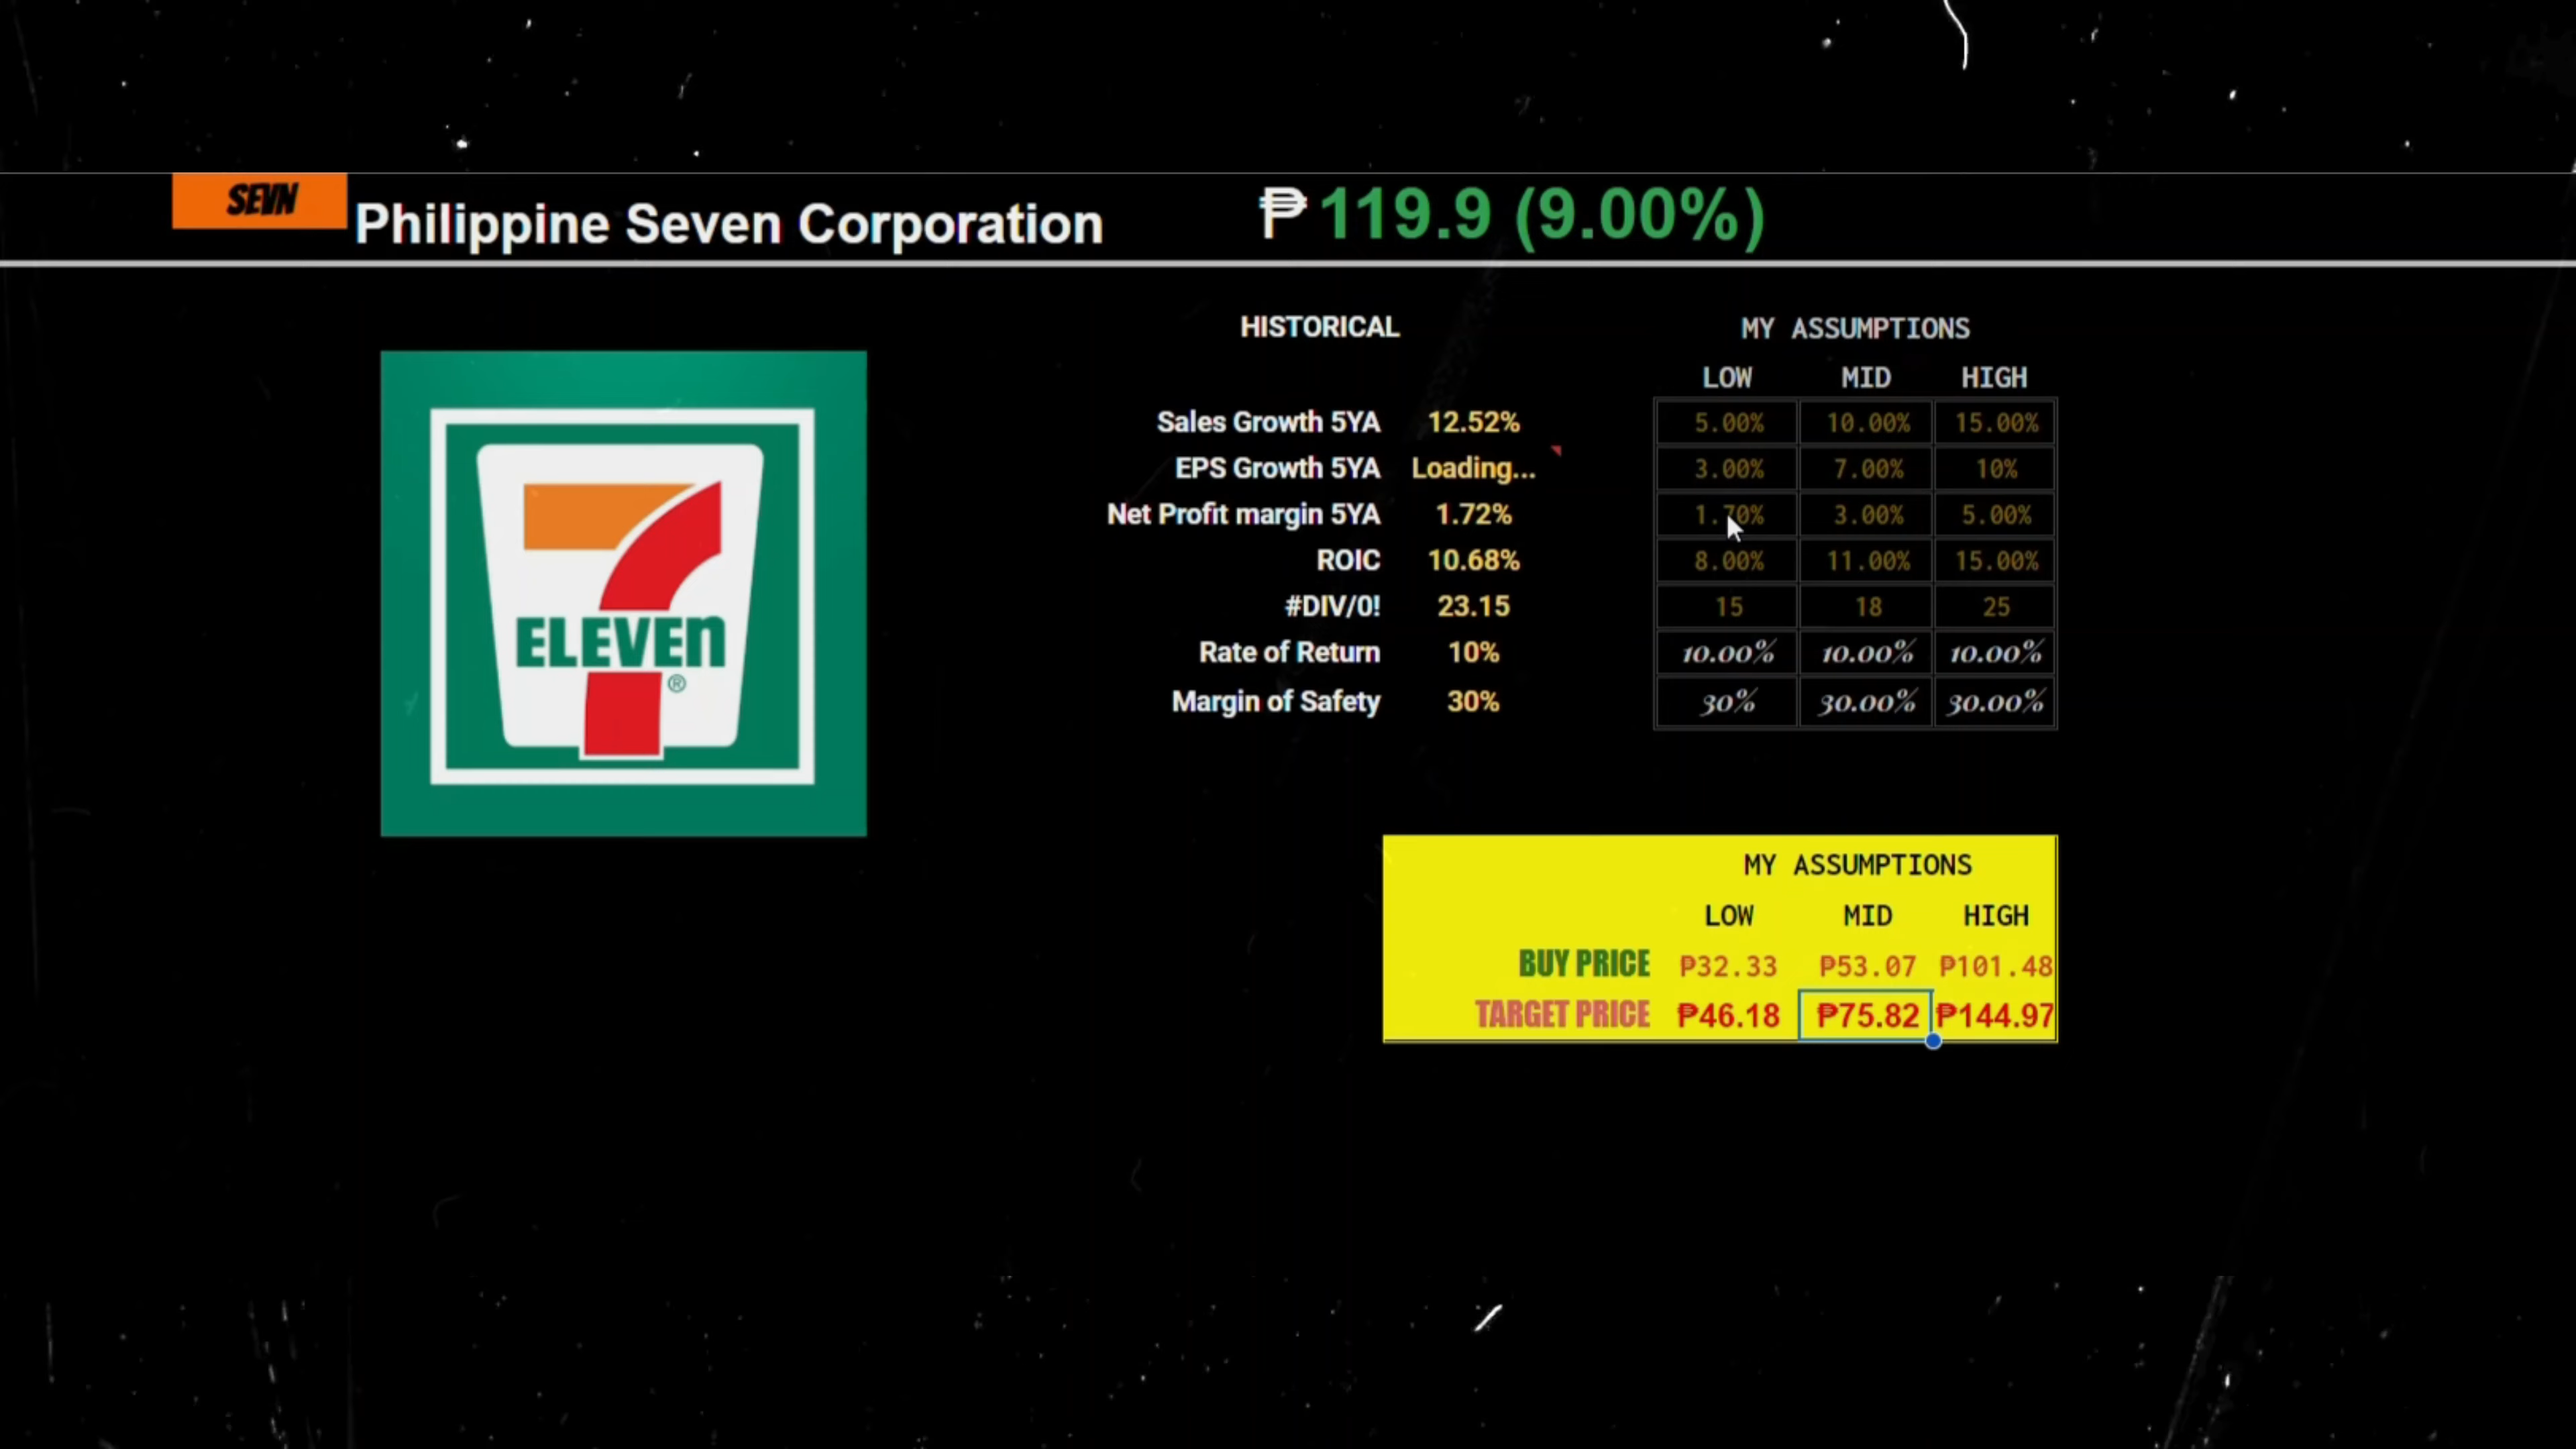 SEVN
Philippine Seven Corporation ₱119.9 (9.00%)
HISTORICAL MY ASSUMPTIONS
LOW MID HIGH
Sales Growth 5YA 12.52% 5.00% 10.00% 15.00%
EPS Growth 5YA Loading... 3.00% 7.00% 10%
Net Profit margin 5YA 1.72% 1.70% 3.00% 5.00%
ROIC 10.68% 8.00% 11.00% 15.00%
#DIV/0! 23.15 15 18 25
Rate of Return 10% 10.00% 10.00% 10.00%
Margin of Safety 30% 30% 30.00% 30.00%
7
ELEVEn
®
MY ASSUMPTIONS
LOW MID HIGH
BUY PRICE ₱32.33 ₱53.07 ₱101.48
TARGET PRICE ₱46.18 ₱75.82 ₱144.97